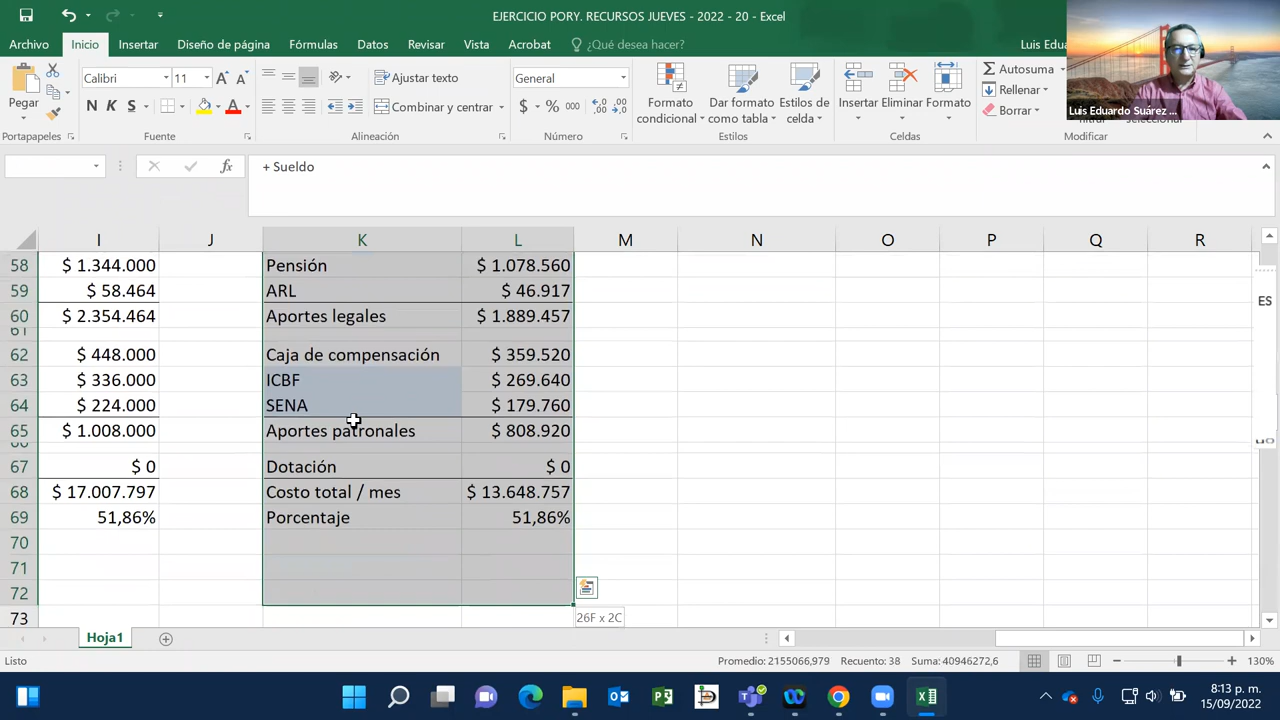 EJERCICIO PORY. RECURSOS JUEVES - 2022 - 20 - Excel
Archivo Inicio Insertar Diseño de página Fórmulas Datos Revisar Vista Acrobat ¿Qué desea hacer? Luis Edu
Pegar
Calibri 11
N K S
Ajustar texto
Combinar y centrar
General
$ % 000
Formato condicional
Dar formato como tabla
Estilos de celda
Insertar Eliminar Formato
Autosuma
Rellenar
Borrar
Luis Eduardo Suárez ...
Portapapeles Fuente Alineación Número Estilos Celdas Modificar
fx + Sueldo
I J K L M N O P Q R
58 $ 1.344.000 Pensión $ 1.078.560
59 $ 58.464 ARL $ 46.917
60 $ 2.354.464 Aportes legales $ 1.889.457
61
62 $ 448.000 Caja de compensación $ 359.520
63 $ 336.000 ICBF $ 269.640
64 $ 224.000 SENA $ 179.760
65 $ 1.008.000 Aportes patronales $ 808.920
66
67 $ 0 Dotación $ 0
68 $ 17.007.797 Costo total / mes $ 13.648.757
69 51,86% Porcentaje 51,86%
70
71
72
73
26F x 2C
ES
Hoja1
Listo Promedio: 2155066,979 Recuento: 38 Suma: 40946272,6 130%
8:13 p. m.
15/09/2022